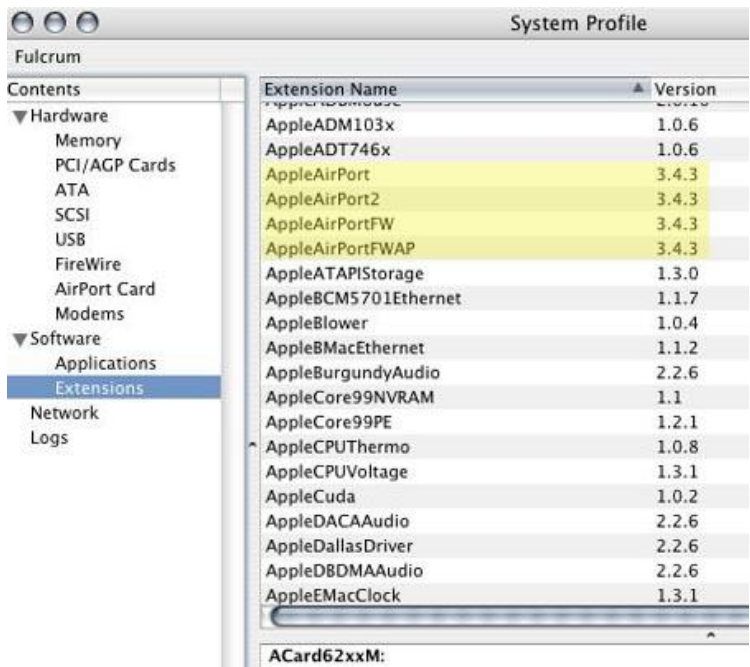 System Profile
Fulcrum
Contents
Hardware
Memory
PCI/AGP Cards
ATA
SCSI
USB
FireWire
AirPort Card
Modems
Software
Applications
Extensions
Network
Logs
Extension Name Version
AppleADM103x 1.0.6
AppleADT746x 1.0.6
AppleAirPort 3.4.3
AppleAirPort2 3.4.3
AppleAirPortFW 3.4.3
AppleAirPortFWAP 3.4.3
AppleATAPIStorage 1.3.0
AppleBCM5701Ethernet 1.1.7
AppleBlower 1.0.4
AppleBMacEthernet 1.1.2
AppleBurgundyAudio 2.2.6
AppleCore99NVRAM 1.1
AppleCore99PE 1.2.1
AppleCPUThermo 1.0.8
AppleCPUVoltage 1.3.1
AppleCuda 1.0.2
AppleDACAAudio 2.2.6
AppleDallasDriver 2.2.6
AppleDBDMAAudio 2.2.6
AppleEMacClock 1.3.1
ACard62xxM: